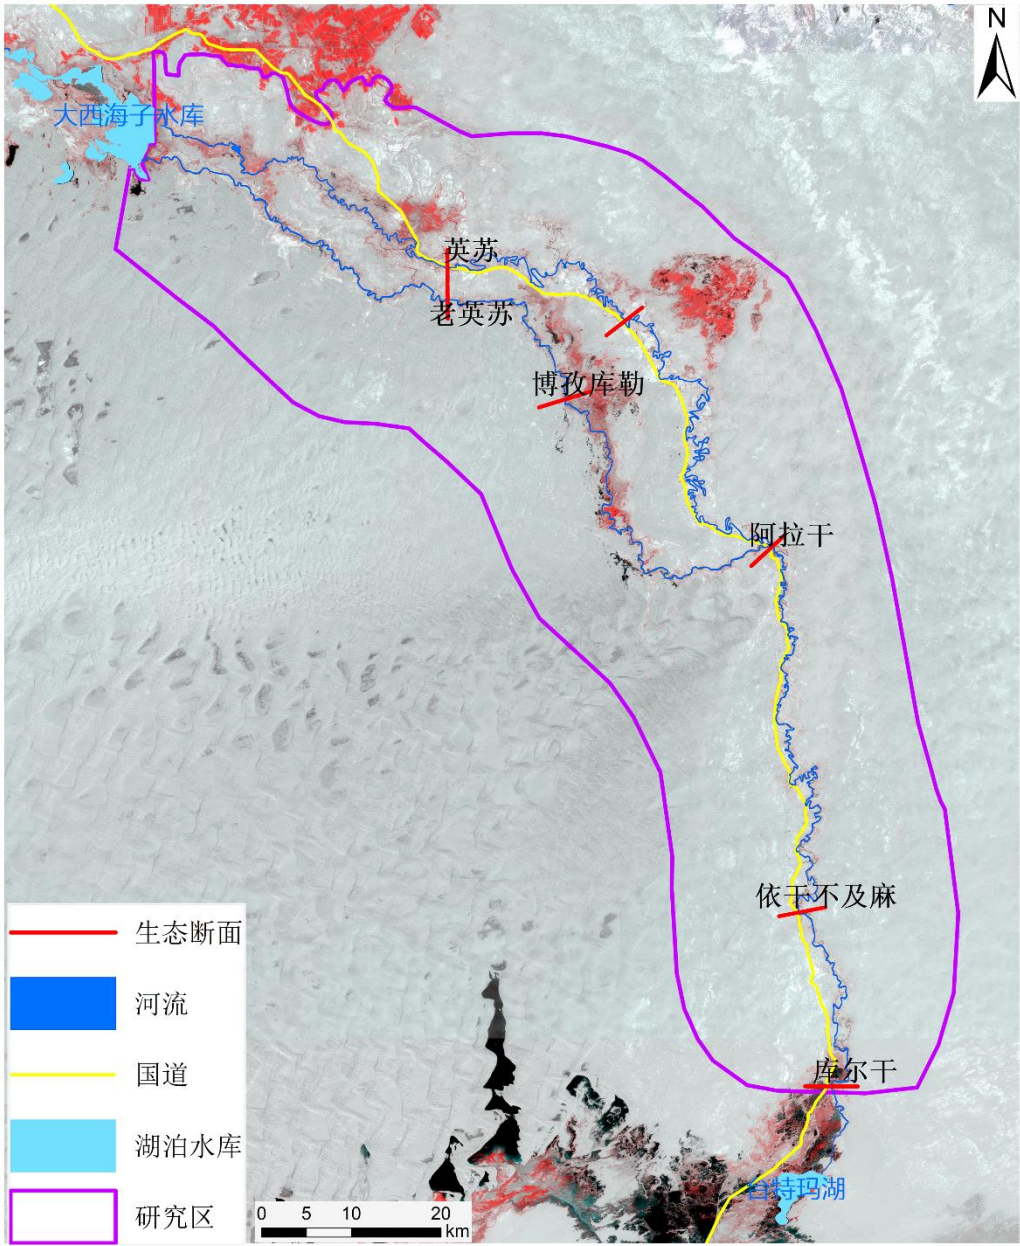 N
大西海子水库
英苏
老英苏
博孜库勒
阿拉干
依干不及麻
库尔干
台特玛湖
生态断面
河流
国道
湖泊水库
研究区
0 5 10 20
km